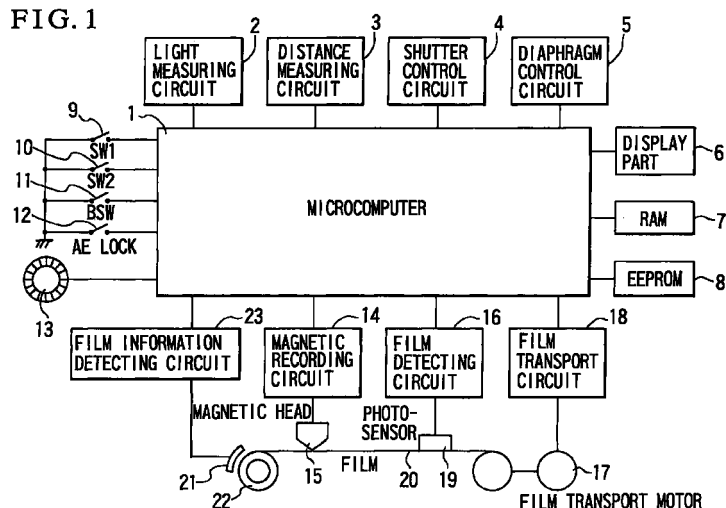 FIG. 1
2
3
4
5
LIGHT
MEASURING
CIRCUIT
DISTANCE
MEASURING
CIRCUIT
SHUTTER
CONTROL
CIRCUIT
DIAPHRAGM
CONTROL
CIRCUIT
9
1
SW1
10
SW2
11
BSW
12
AE LOCK
13
MICROCOMPUTER
DISPLAY
PART
6
RAM
7
EEPROM
8
23
14
16
18
FILM INFORMATION
DETECTING CIRCUIT
MAGNETIC
RECORDING
CIRCUIT
FILM
DETECTING
CIRCUIT
FILM
TRANSPORT
CIRCUIT
MAGNETIC HEAD
PHOTO-
SENSOR
21
22
15
FILM
20
19
17
FILM TRANSPORT MOTOR